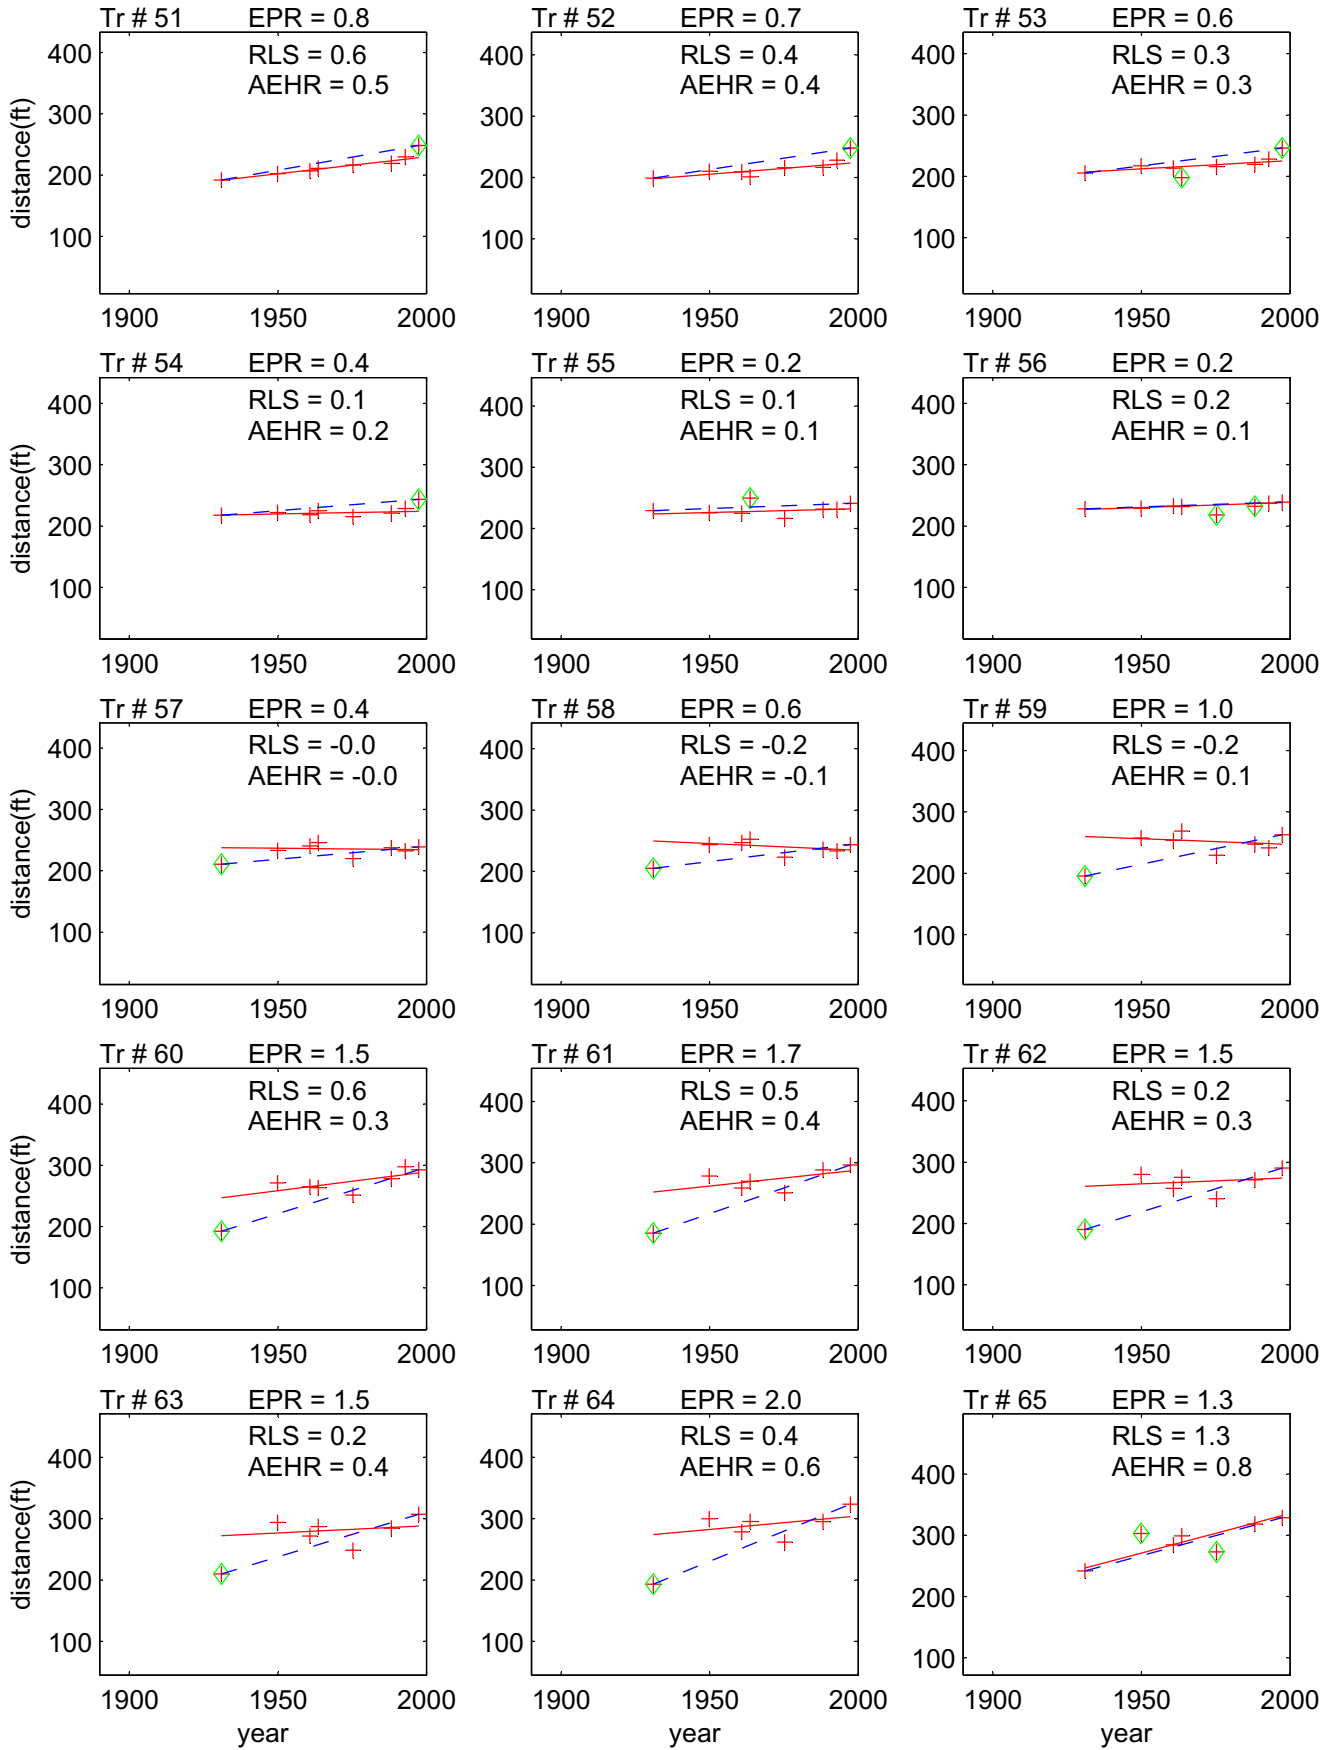 Tr # 51 EPR = 0.8
RLS = 0.6
AEHR = 0.5
400
300
200
100
distance(ft)
1900 1950 2000
Tr # 52 EPR = 0.7
RLS = 0.4
AEHR = 0.4
400
300
200
100
1900 1950 2000
Tr # 53 EPR = 0.6
RLS = 0.3
AEHR = 0.3
400
300
200
100
1900 1950 2000
Tr # 54 EPR = 0.4
RLS = 0.1
AEHR = 0.2
400
300
200
100
distance(ft)
1900 1950 2000
Tr # 55 EPR = 0.2
RLS = 0.1
AEHR = 0.1
400
300
200
100
1900 1950 2000
Tr # 56 EPR = 0.2
RLS = 0.2
AEHR = 0.1
400
300
200
100
1900 1950 2000
Tr # 57 EPR = 0.4
RLS = -0.0
AEHR = -0.0
400
300
200
100
distance(ft)
1900 1950 2000
Tr # 58 EPR = 0.6
RLS = -0.2
AEHR = -0.1
400
300
200
100
1900 1950 2000
Tr # 59 EPR = 1.0
RLS = -0.2
AEHR = 0.1
400
300
200
100
1900 1950 2000
Tr # 60 EPR = 1.5
RLS = 0.6
AEHR = 0.3
400
300
200
100
distance(ft)
1900 1950 2000
Tr # 61 EPR = 1.7
RLS = 0.5
AEHR = 0.4
400
300
200
100
1900 1950 2000
Tr # 62 EPR = 1.5
RLS = 0.2
AEHR = 0.3
400
300
200
100
1900 1950 2000
Tr # 63 EPR = 1.5
RLS = 0.2
AEHR = 0.4
400
300
200
100
distance(ft)
1900 1950 2000
year
Tr # 64 EPR = 2.0
RLS = 0.4
AEHR = 0.6
400
300
200
100
1900 1950 2000
year
Tr # 65 EPR = 1.3
RLS = 1.3
AEHR = 0.8
400
300
200
100
1900 1950 2000
year